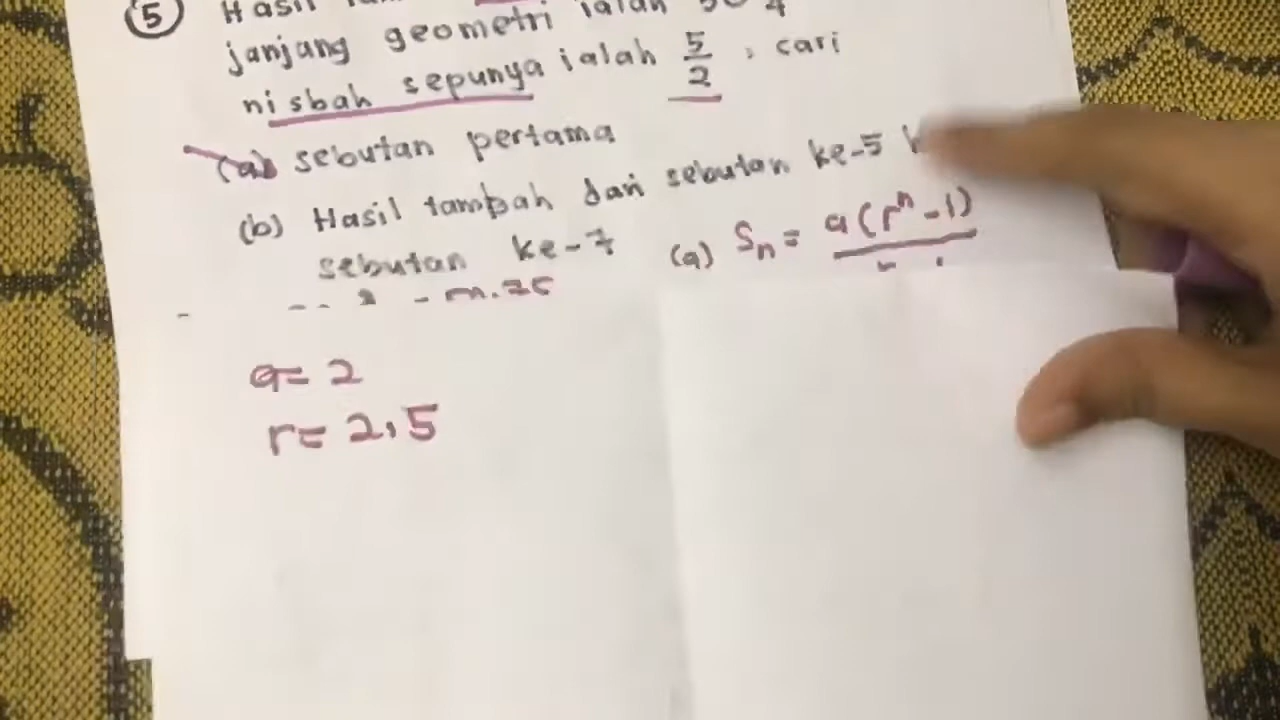 5 Hasil
janjang geometri ialah
nisbah sepunya ialah 5/2, cari
(a) sebutan pertama
(b) Hasil tambah dari sebutan ke-5
sebutan ke-7
(a) Sn = a(r^n - 1)
a = 2
r = 2.5